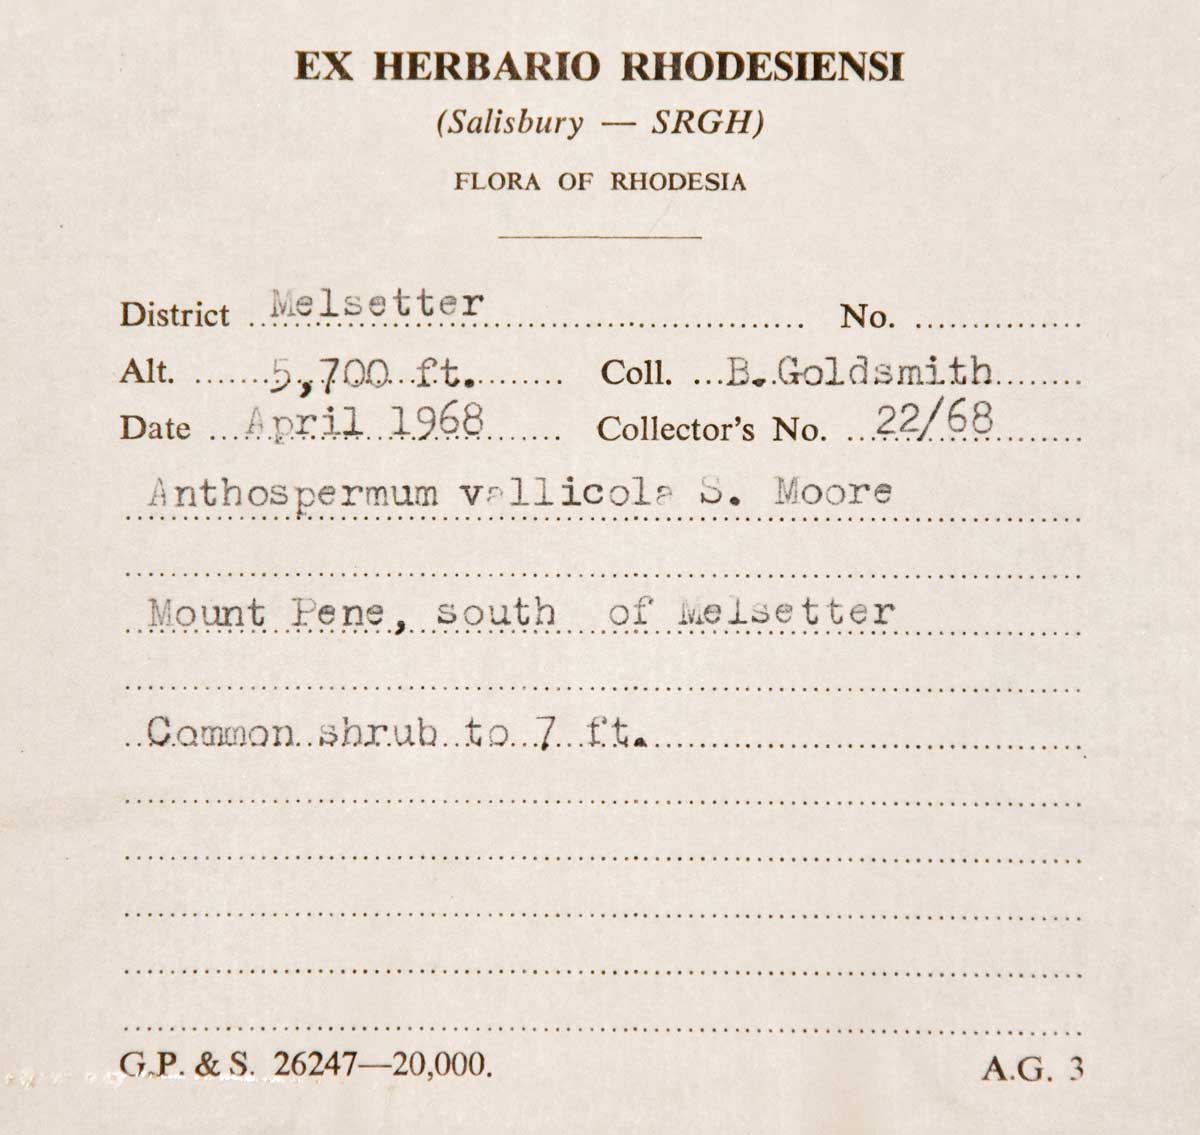 EX HERBARIO RHODESIENSI
(Salisbury — SRGH)
FLORA OF RHODESIA
District Melsetter No.
Alt. 5,700 ft. Coll. B. Goldsmith
Date April 1968 Collector's No. 22/68
Anthospermum vallicola S. Moore
Mount Pene, south of Melsetter
Common shrub to 7 ft.
G.P. & S. 26247—20,000. A.G. 3